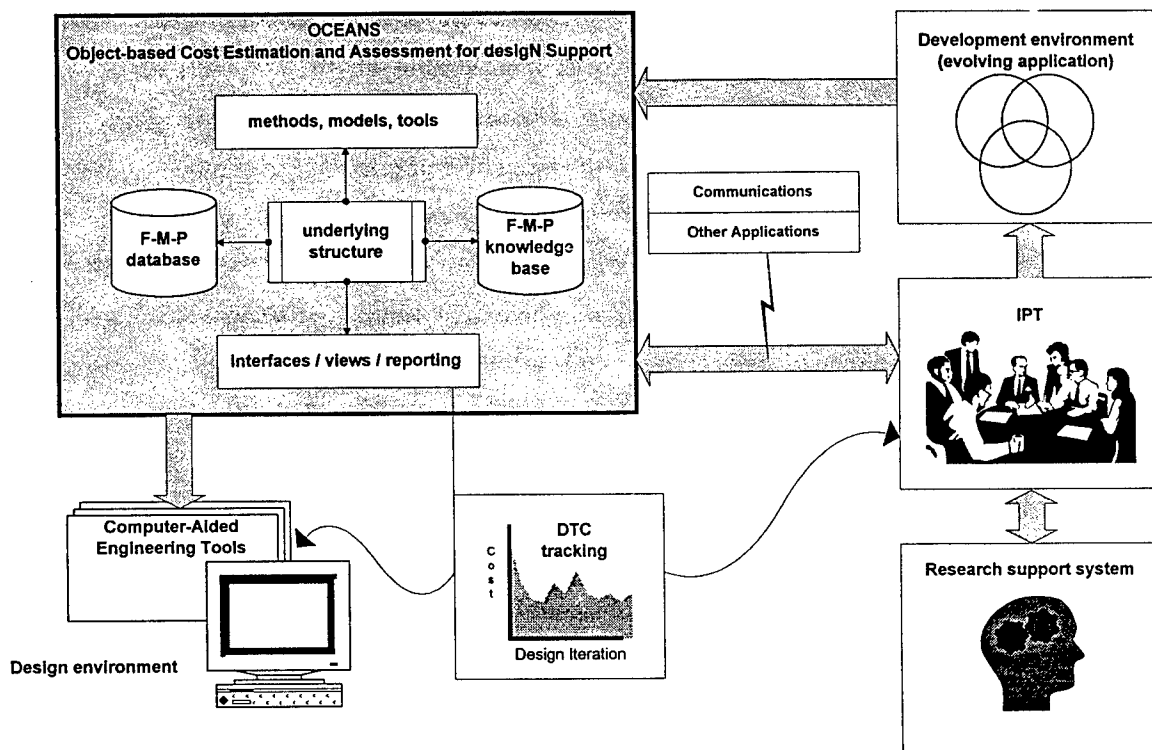 OCEANS
Object-based Cost Estimation and Assessment for desigN Support
methods, models, tools
F-M-P
database
underlying
structure
F-M-P
knowledge
base
interfaces / views / reporting
Development environment
(evolving application)
Communications
Other Applications
IPT
Computer-Aided
Engineering Tools
Design environment
DTC
tracking
Cost
Design Iteration
Research support system